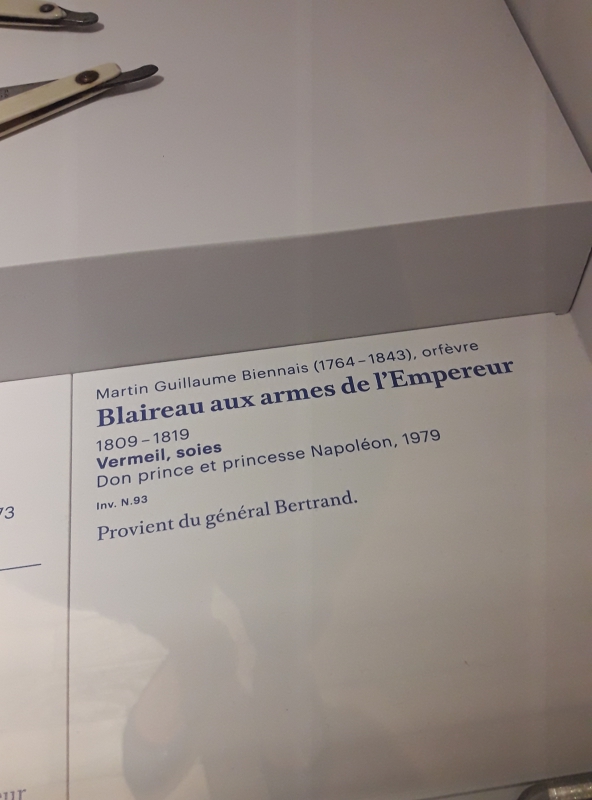 Martin Guillaume Biennais (1764–1843), orfèvre
Blaireau aux armes de l'Empereur
1809–1819
Vermeil, soies
Don prince et princesse Napoléon, 1979
Inv. N.93
Provient du général Bertrand.